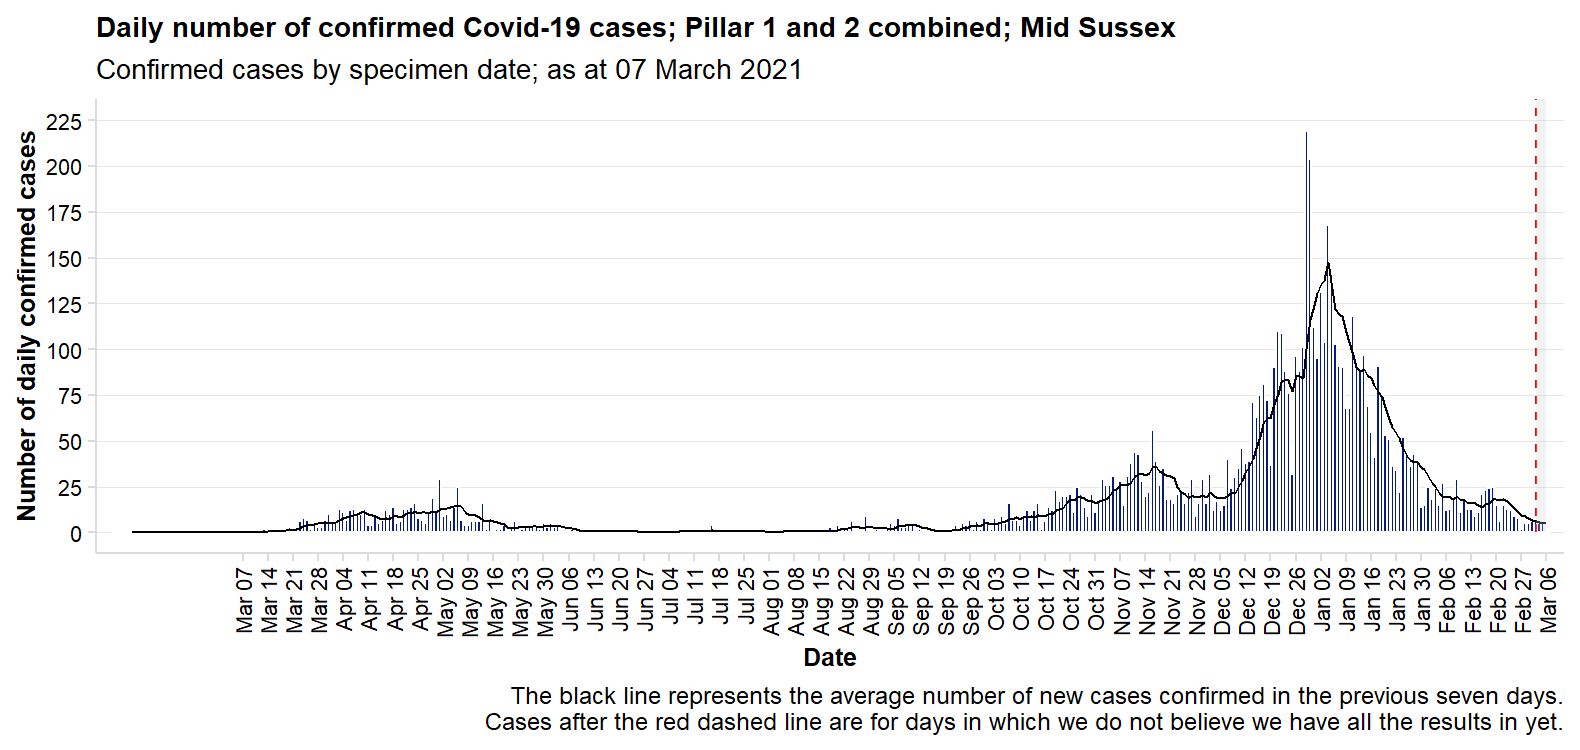 Daily number of confirmed Covid-19 cases; Pillar 1 and 2 combined; Mid Sussex
Confirmed cases by specimen date; as at 07 March 2021
Number of daily confirmed cases
225
200
175
150
125
100
75
50
25
0
Mar 07
Mar 14
Mar 21
Mar 28
Apr 04
Apr 11
Apr 18
Apr 25
May 02
May 09
May 16
May 23
May 30
Jun 06
Jun 13
Jun 20
Jun 27
Jul 04
Jul 11
Jul 18
Jul 25
Aug 01
Aug 08
Aug 15
Aug 22
Aug 29
Sep 05
Sep 12
Sep 19
Sep 26
Oct 03
Oct 10
Oct 17
Oct 24
Oct 31
Nov 07
Nov 14
Nov 21
Nov 28
Dec 05
Dec 12
Dec 19
Dec 26
Jan 02
Jan 09
Jan 16
Jan 23
Jan 30
Feb 06
Feb 13
Feb 20
Feb 27
Mar 06
Date
The black line represents the average number of new cases confirmed in the previous seven days.
Cases after the red dashed line are for days in which we do not believe we have all the results in yet.